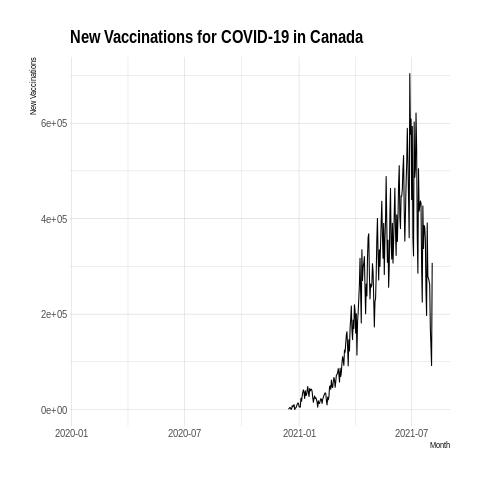 New Vaccinations for COVID-19 in Canada
New Vaccinations
6e+05
4e+05
2e+05
0e+00
2020-01
2020-07
2021-01
2021-07
Month